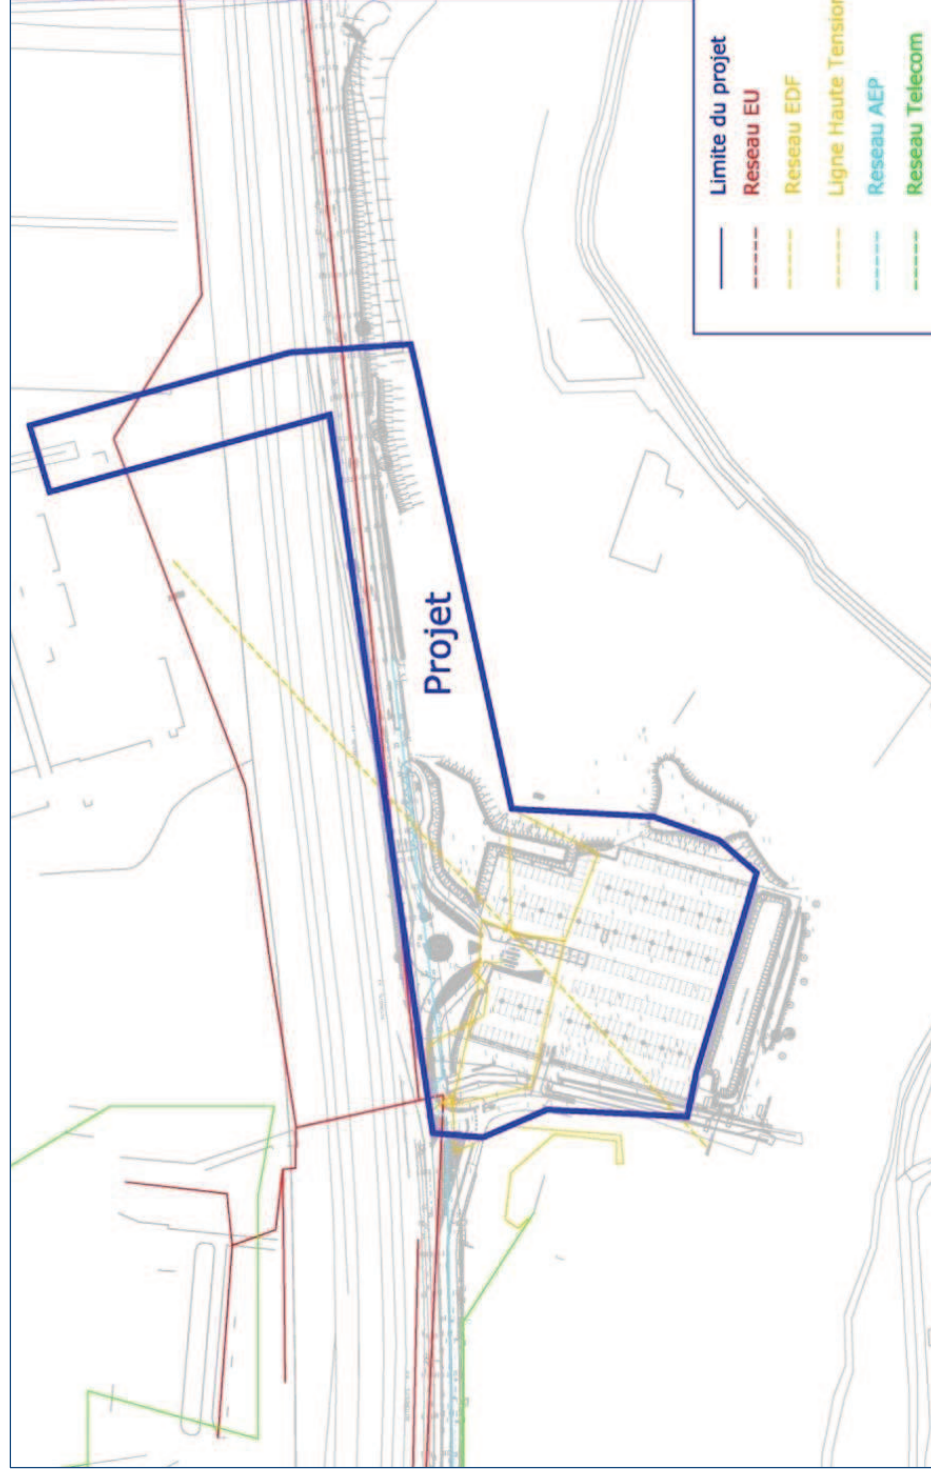 Projet
Limite du projet
Reseau EU
Reseau EDF
Ligne Haute Tension
Reseau AEP
Reseau Telecom